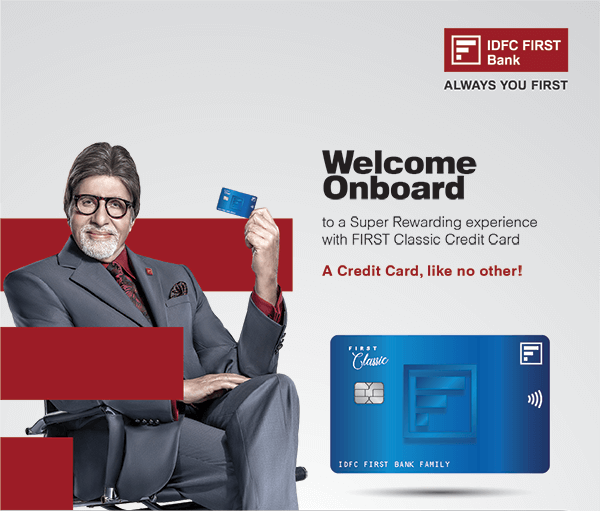 IDFC FIRST
Bank
ALWAYS YOU FIRST
Welcome
Onboard
to a Super Rewarding experience
with FIRST Classic Credit Card
A Credit Card, like no other!
FIRST
Classic
IDFC FIRST BANK FAMILY